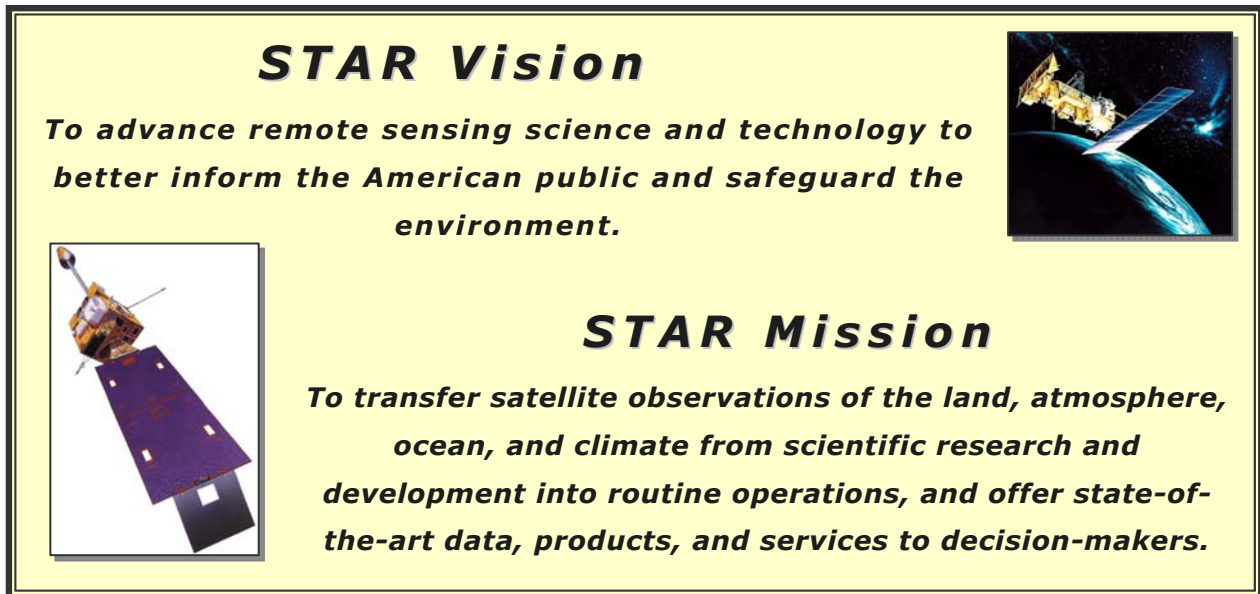 STAR Vision
To advance remote sensing science and technology to
better inform the American public and safeguard the
environment.
STAR Mission
To transfer satellite observations of the land, atmosphere,
ocean, and climate from scientific research and
development into routine operations, and offer state-of-
the-art data, products, and services to decision-makers.